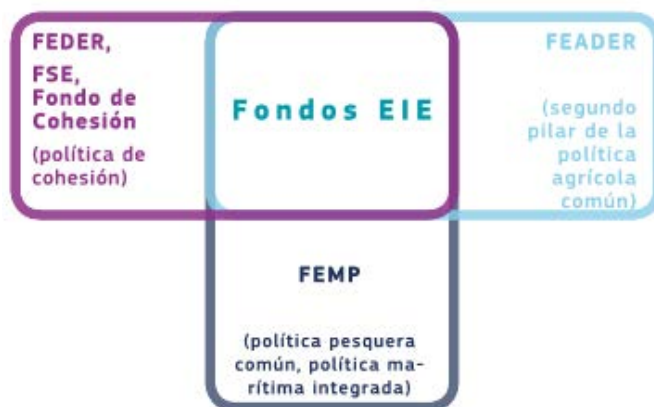 FEDER,
FSE,
Fondo de
Cohesión
(política de
cohesión)
Fondos EIE
FEADER
(segundo
pilar de la
política
agrícola
común)
FEMP
(política pesquera
común, política ma-
rítima integrada)